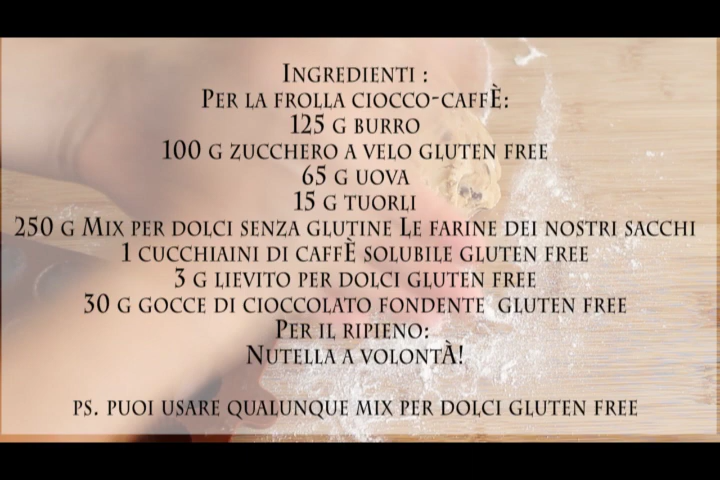 Ingredienti :
Per la frolla ciocco-caffè:
125 g burro
100 g zucchero a velo gluten free
65 g uova
15 g tuorli
250 g Mix per dolci senza glutine Le farine dei nostri sacchi
1 cucchiaini di caffè solubile gluten free
3 g lievito per dolci gluten free
30 g gocce di cioccolato fondente gluten free
Per il ripieno:
Nutella a volontà!
ps. puoi usare qualunque mix per dolci gluten free